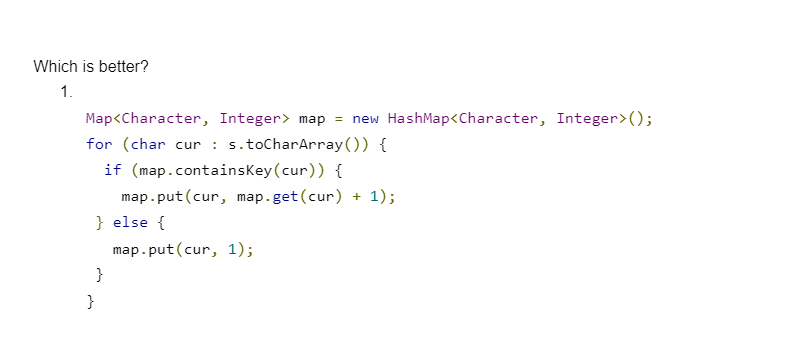 Which is better?
1.
Map<Character, Integer> map = new HashMap<Character, Integer>();
for (char cur : s.toCharArray()) {
if (map.containsKey(cur)) {
map.put(cur, map.get(cur) + 1);
} else {
map.put(cur, 1);
}
}